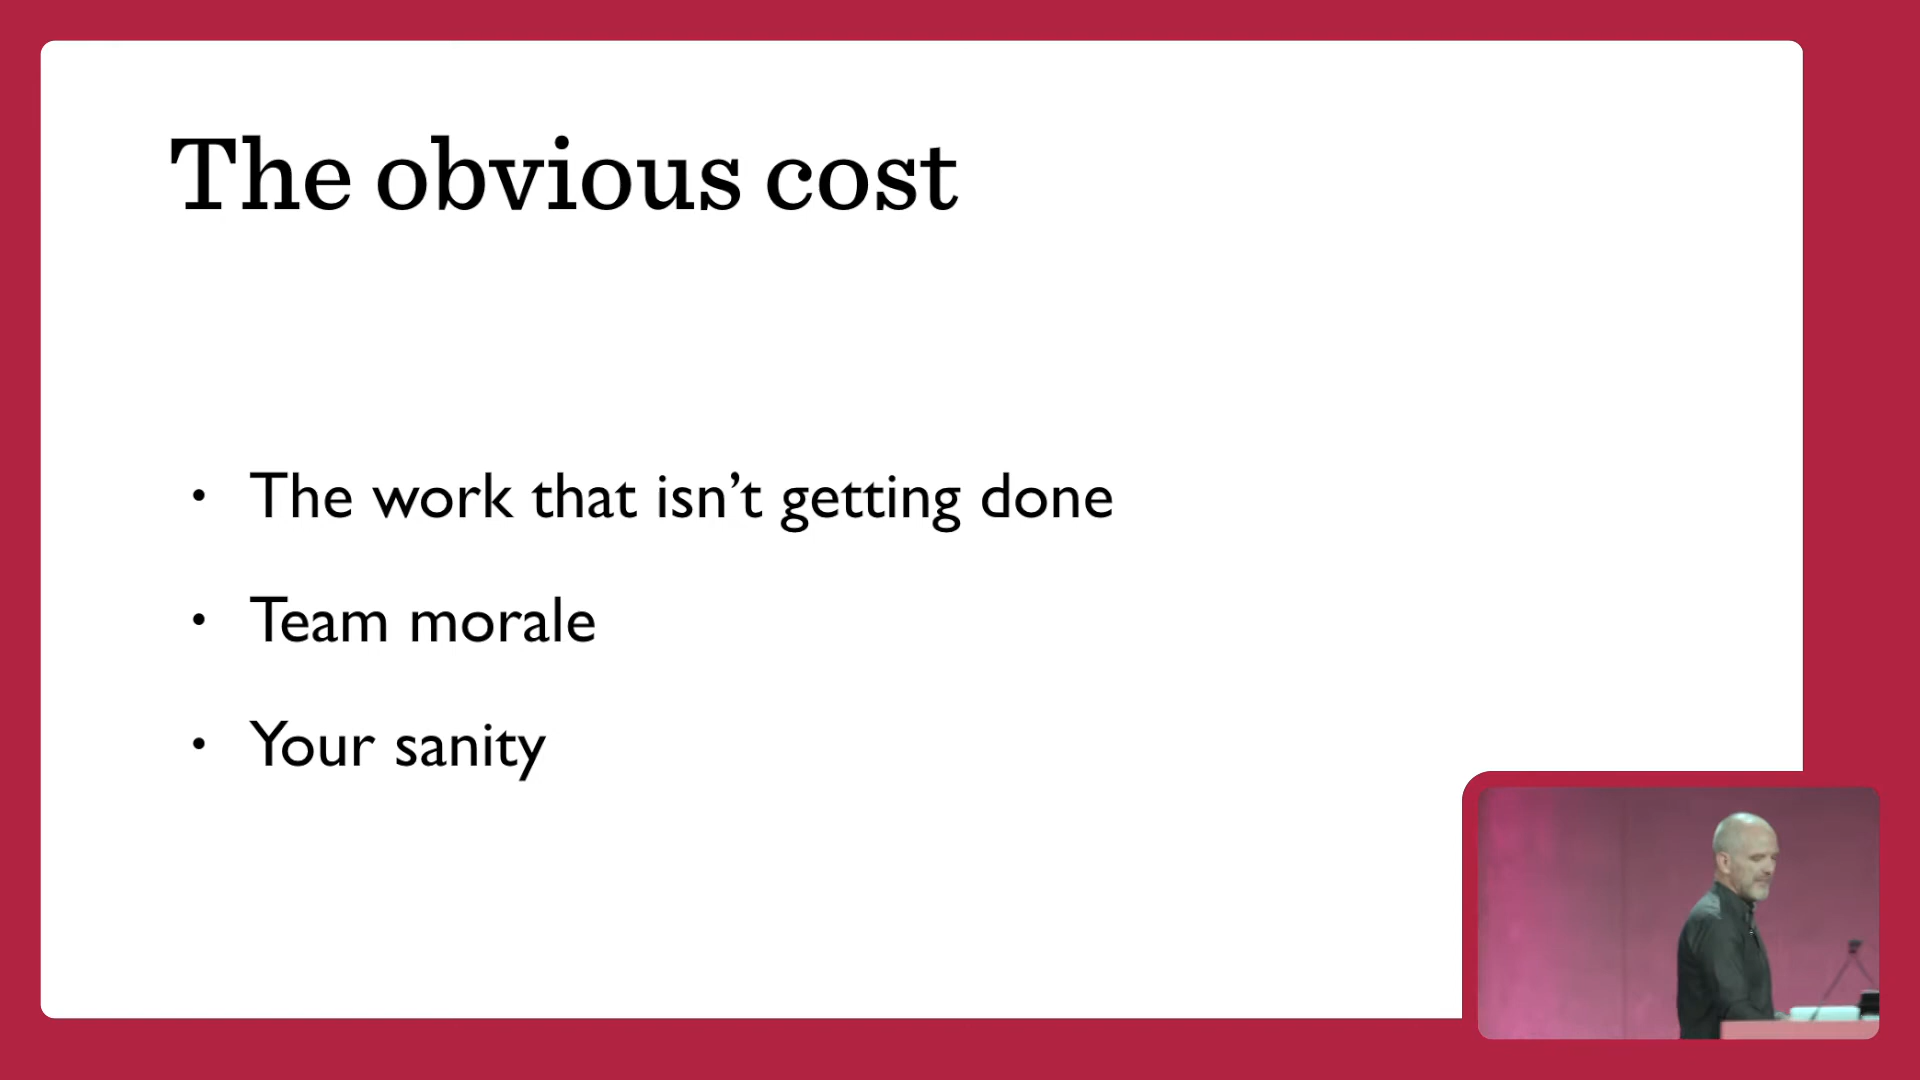 The obvious cost
• The work that isn’t getting done
• Team morale
• Your sanity